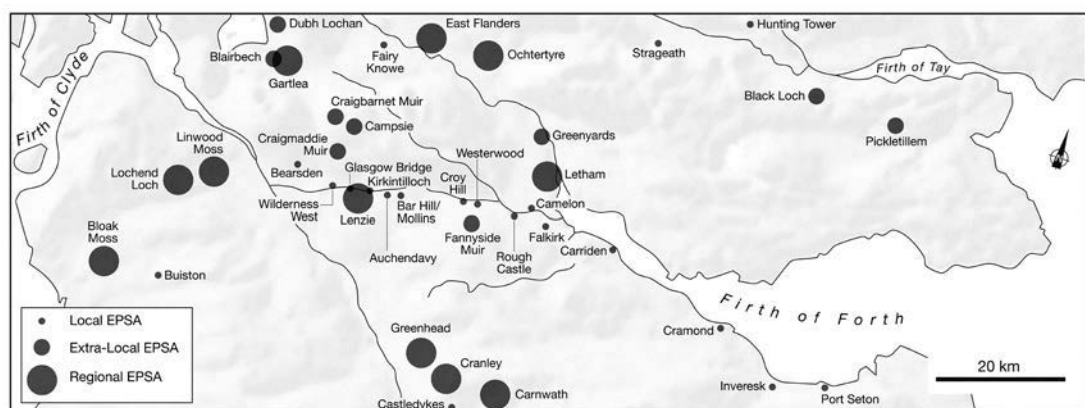 Dubh Lochan
East Flanders
Hunting Tower
Blairbech
Gartlea
Fairy
Knowe
Ochtertyre
Strageath
Firth of Tay
Firth of Clyde
Craigbarnet Muir
Campsie
Black Loch
Pickletillem
Linwood
Moss
Craigmaddie
Muir
Greenyards
Westerwood
Lochend
Loch
Bearsden
Glasgow Bridge
Kirkintilloch
Croy
Hill
Letham
Wilderness
West
Lenzie
Bar Hill/
Mollins
Camelon
Bloak
Moss
Auchendavy
Fannyside
Muir
Rough
Castle
Falkirk
Carriden
Buiston
Firth of Forth
N
Local EPSA
Extra-Local EPSA
Regional EPSA
Greenhead
Cranley
Carnwath
Castledykes
Cramond
Inveresk
Port Seton
20 km